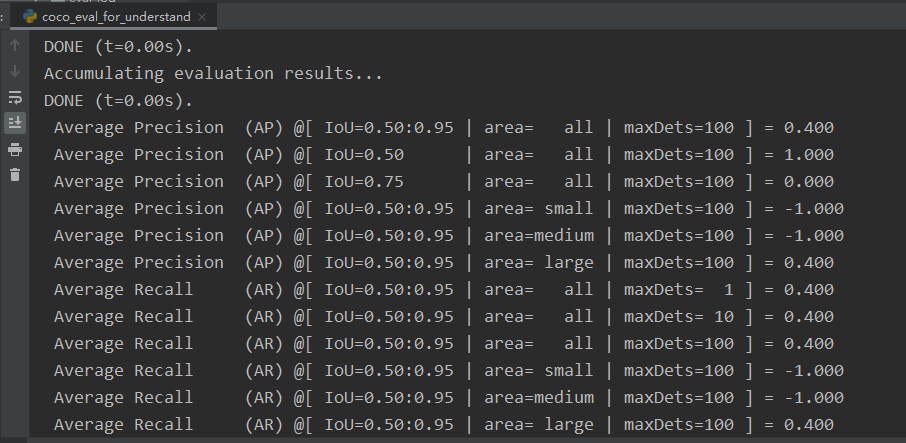 coco_eval_for_understand
DONE (t=0.00s).
Accumulating evaluation results...
DONE (t=0.00s).
Average Precision  (AP) @[ IoU=0.50:0.95 | area=   all | maxDets=100 ] = 0.400
Average Precision  (AP) @[ IoU=0.50      | area=   all | maxDets=100 ] = 1.000
Average Precision  (AP) @[ IoU=0.75      | area=   all | maxDets=100 ] = 0.000
Average Precision  (AP) @[ IoU=0.50:0.95 | area= small | maxDets=100 ] = -1.000
Average Precision  (AP) @[ IoU=0.50:0.95 | area=medium | maxDets=100 ] = -1.000
Average Precision  (AP) @[ IoU=0.50:0.95 | area= large | maxDets=100 ] = 0.400
Average Recall     (AR) @[ IoU=0.50:0.95 | area=   all | maxDets=  1 ] = 0.400
Average Recall     (AR) @[ IoU=0.50:0.95 | area=   all | maxDets= 10 ] = 0.400
Average Recall     (AR) @[ IoU=0.50:0.95 | area=   all | maxDets=100 ] = 0.400
Average Recall     (AR) @[ IoU=0.50:0.95 | area= small | maxDets=100 ] = -1.000
Average Recall     (AR) @[ IoU=0.50:0.95 | area=medium | maxDets=100 ] = -1.000
Average Recall     (AR) @[ IoU=0.50:0.95 | area= large | maxDets=100 ] = 0.400